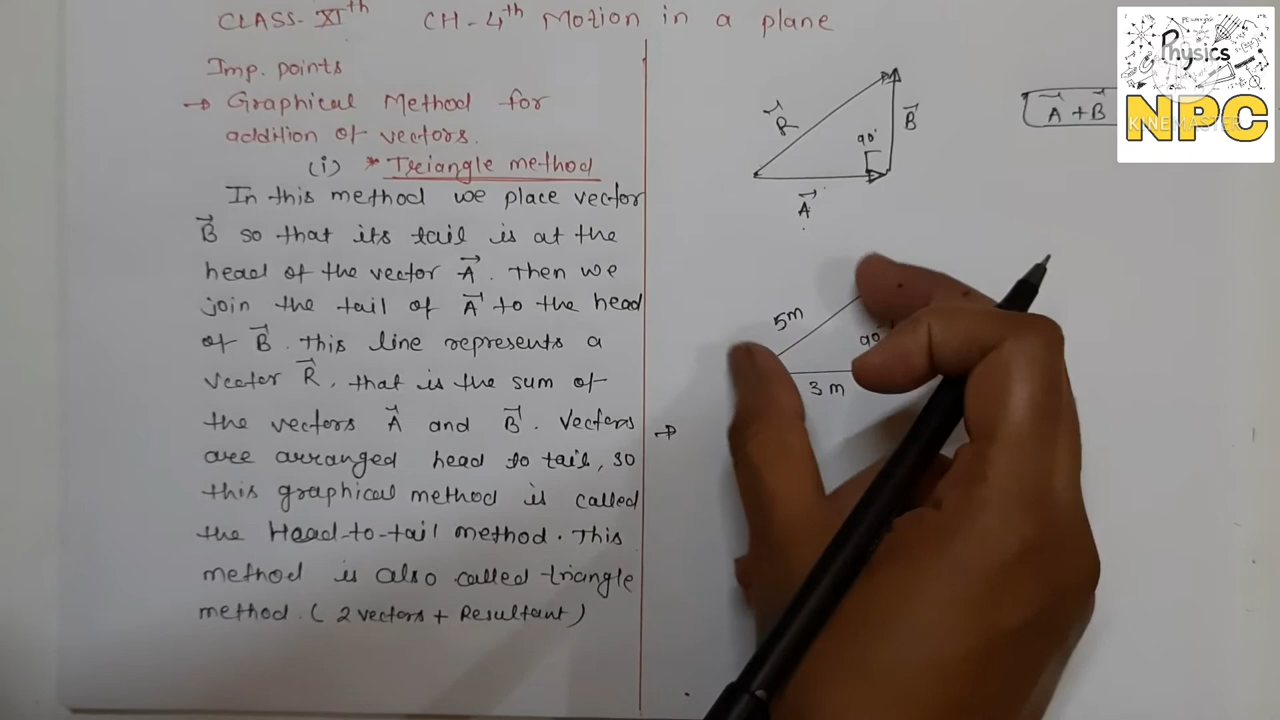 CLASS-XIth CH-4th Motion in a plane
Imp. points
→ Graphical Method for
addition of vectors.
(i) * Triangle method
In this method we place vector
B⃗ so that its tail is at the
head of the vector A⃗. Then we
join the tail of A⃗ to the head
of B⃗. This line represents a
vector R⃗, that is the sum of
the vectors A⃗ and B⃗. Vectors
are arranged head to tail, so
this graphical method is called
the Head-to-tail method. This
method is also called triangle
method. (2 vectors + Resultant)
R⃗
90°
B⃗
A⃗
A⃗ + B⃗
5m
90°
3 m
→
Physics
NPC
KINEMASTER